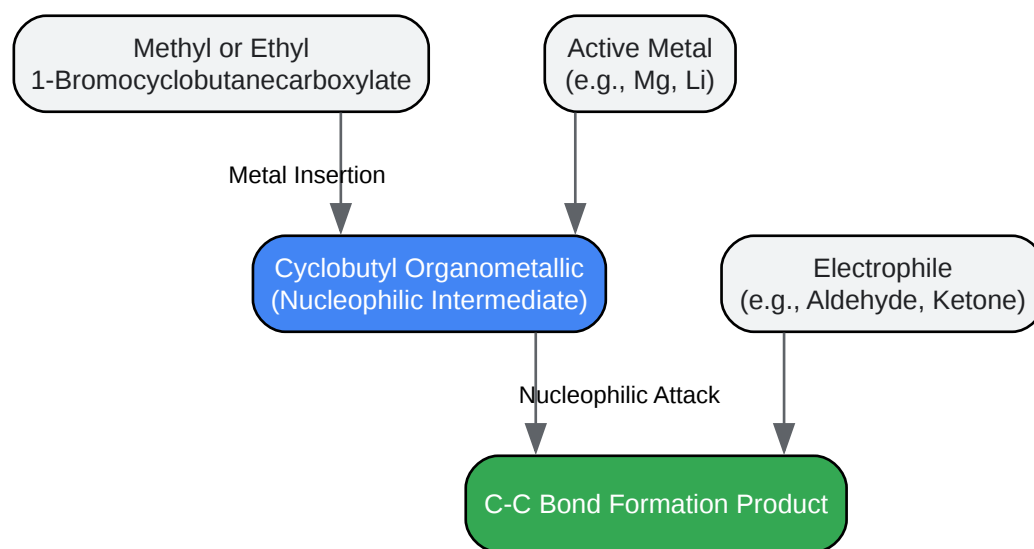 Methyl or Ethyl
1-Bromocyclobutanecarboxylate
Active Metal
(e.g., Mg, Li)
Metal Insertion
Cyclobutyl Organometallic
(Nucleophilic Intermediate)
Electrophile
(e.g., Aldehyde, Ketone)
Nucleophilic Attack
C-C Bond Formation Product